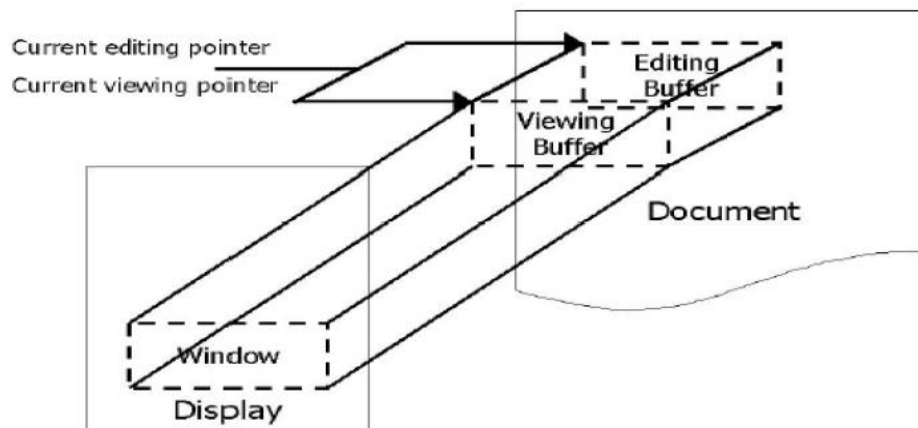 Current editing pointer
Current viewing pointer
Editing
Buffer
Viewing
Buffer
Document
Window
Display